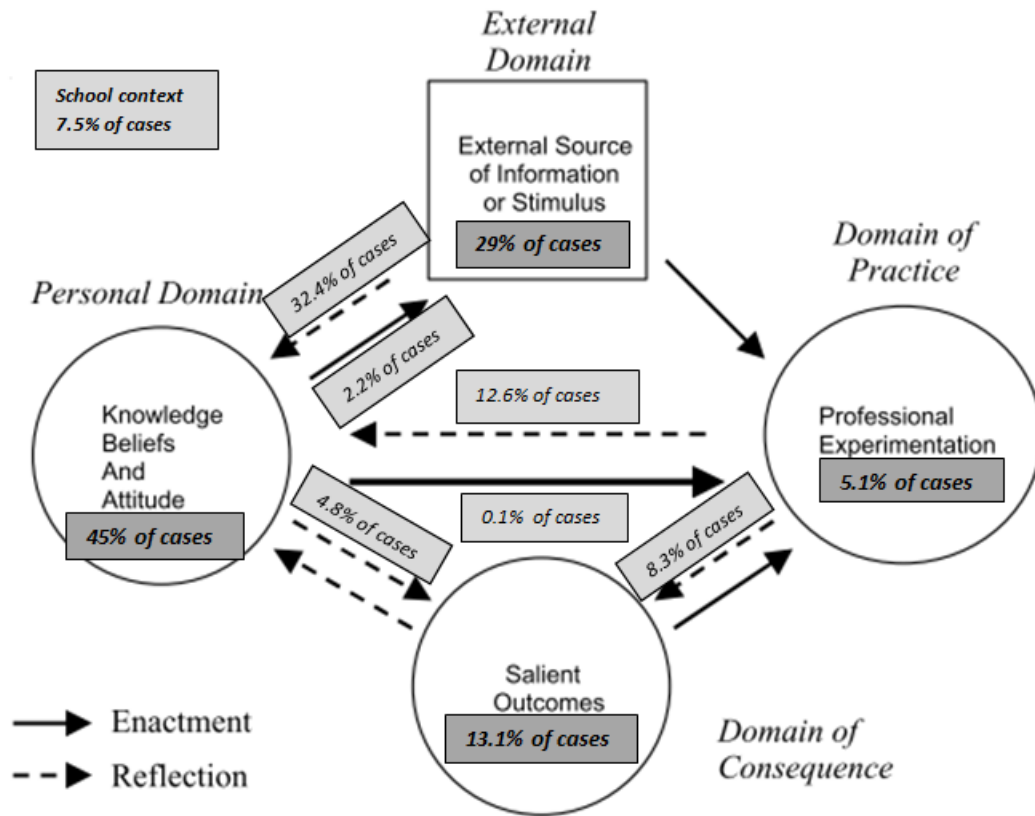 External
Domain
School context
7.5% of cases
External Source
of Information
or Stimulus
29% of cases
32.4% of cases
Domain of
Practice
Personal Domain
2.2% of cases
12.6% of cases
Knowledge
Beliefs
And
Attitude
45% of cases
Professional
Experimentation
5.1% of cases
4.8% of cases
0.1% of cases
8.3% of cases
Salient
Outcomes
13.1% of cases
Enactment
Reflection
Domain of
Consequence